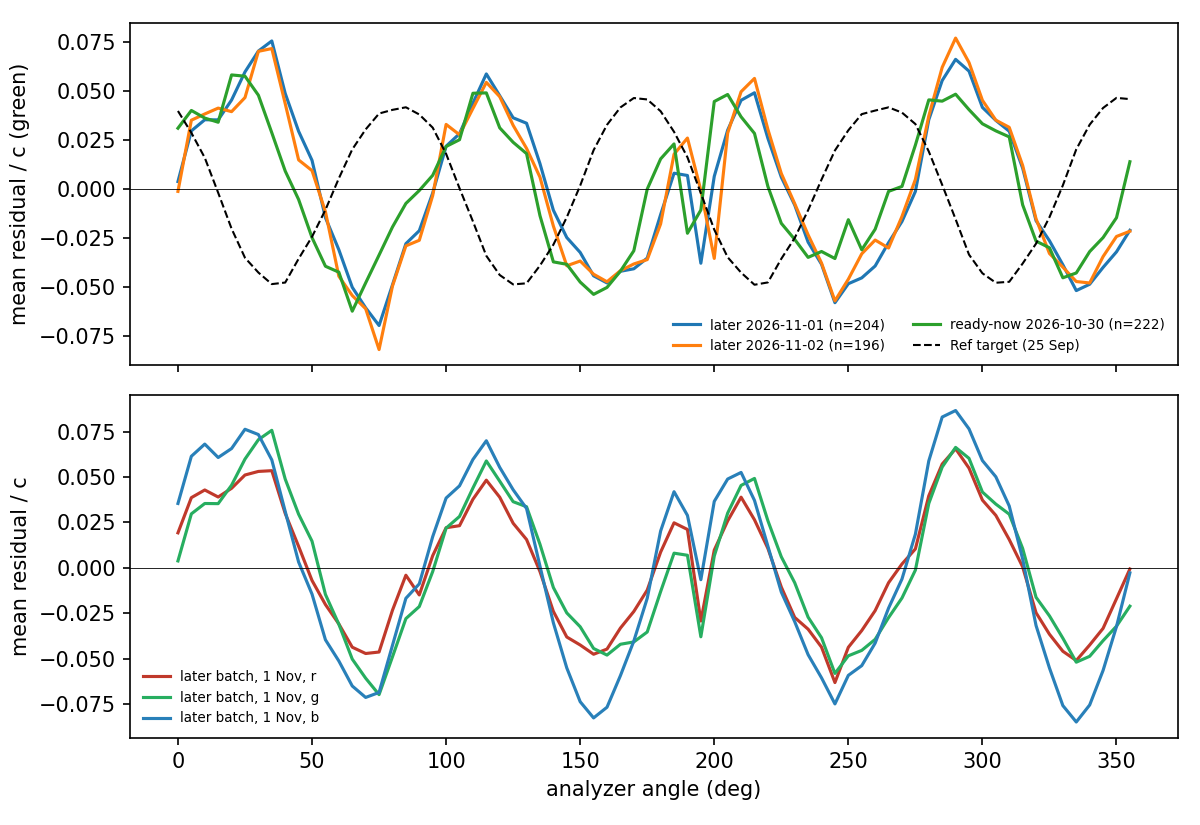 mean residual / c (green)
0.075
0.050
0.025
0.000
−0.025
−0.050
−0.075
later 2026-11-01 (n=204)
later 2026-11-02 (n=196)
ready-now 2026-10-30 (n=222)
Ref target (25 Sep)
mean residual / c
0.075
0.050
0.025
0.000
−0.025
−0.050
−0.075
later batch, 1 Nov, r
later batch, 1 Nov, g
later batch, 1 Nov, b
0 50 100 150 200 250 300 350
analyzer angle (deg)